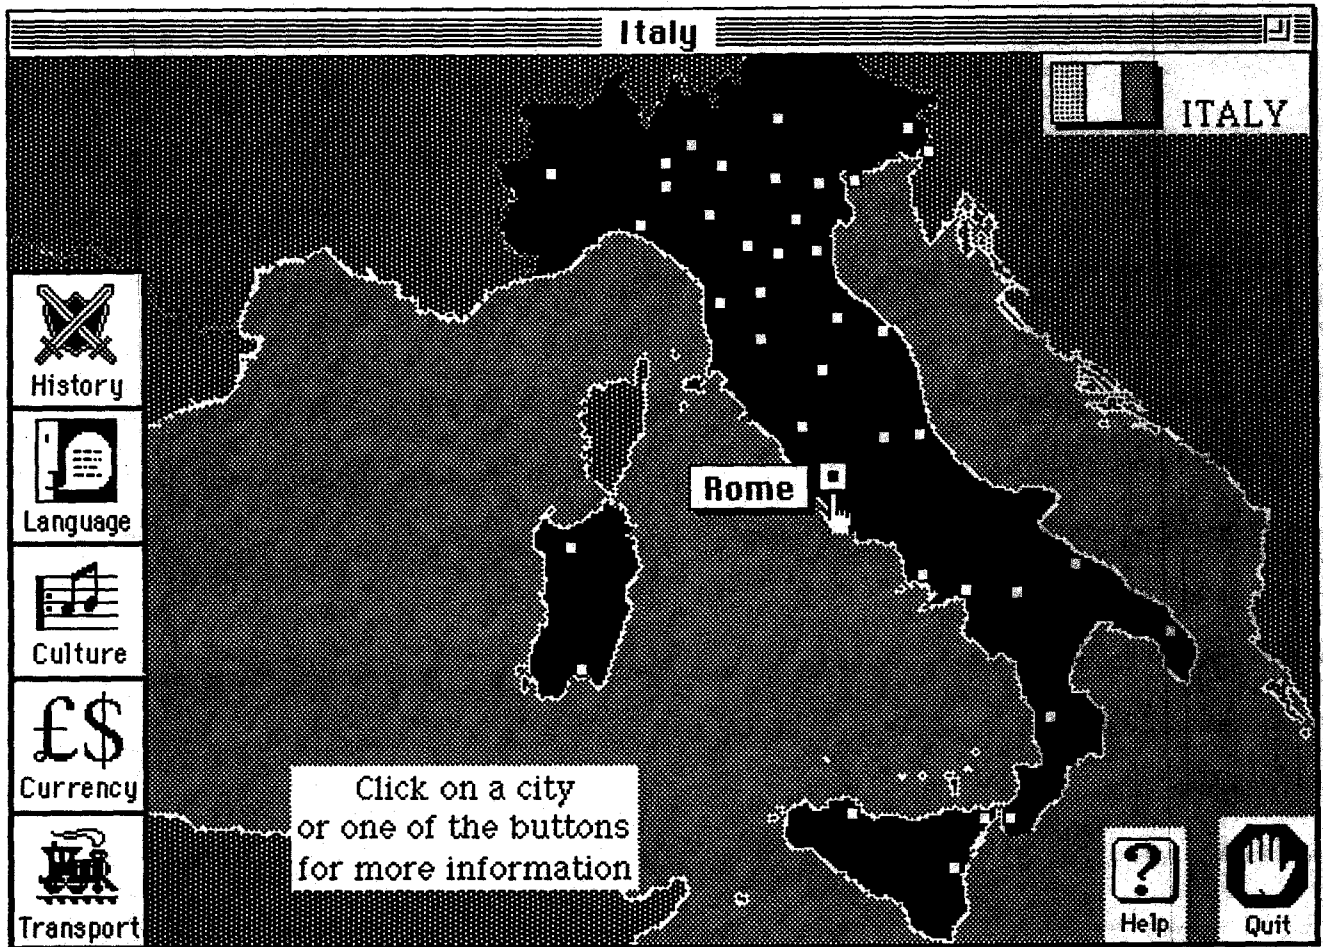 Italy
ITALY
History
Language
Rome
Culture
£$
Currency
Click on a city
or one of the buttons
for more information
Transport
?
Help
Quit